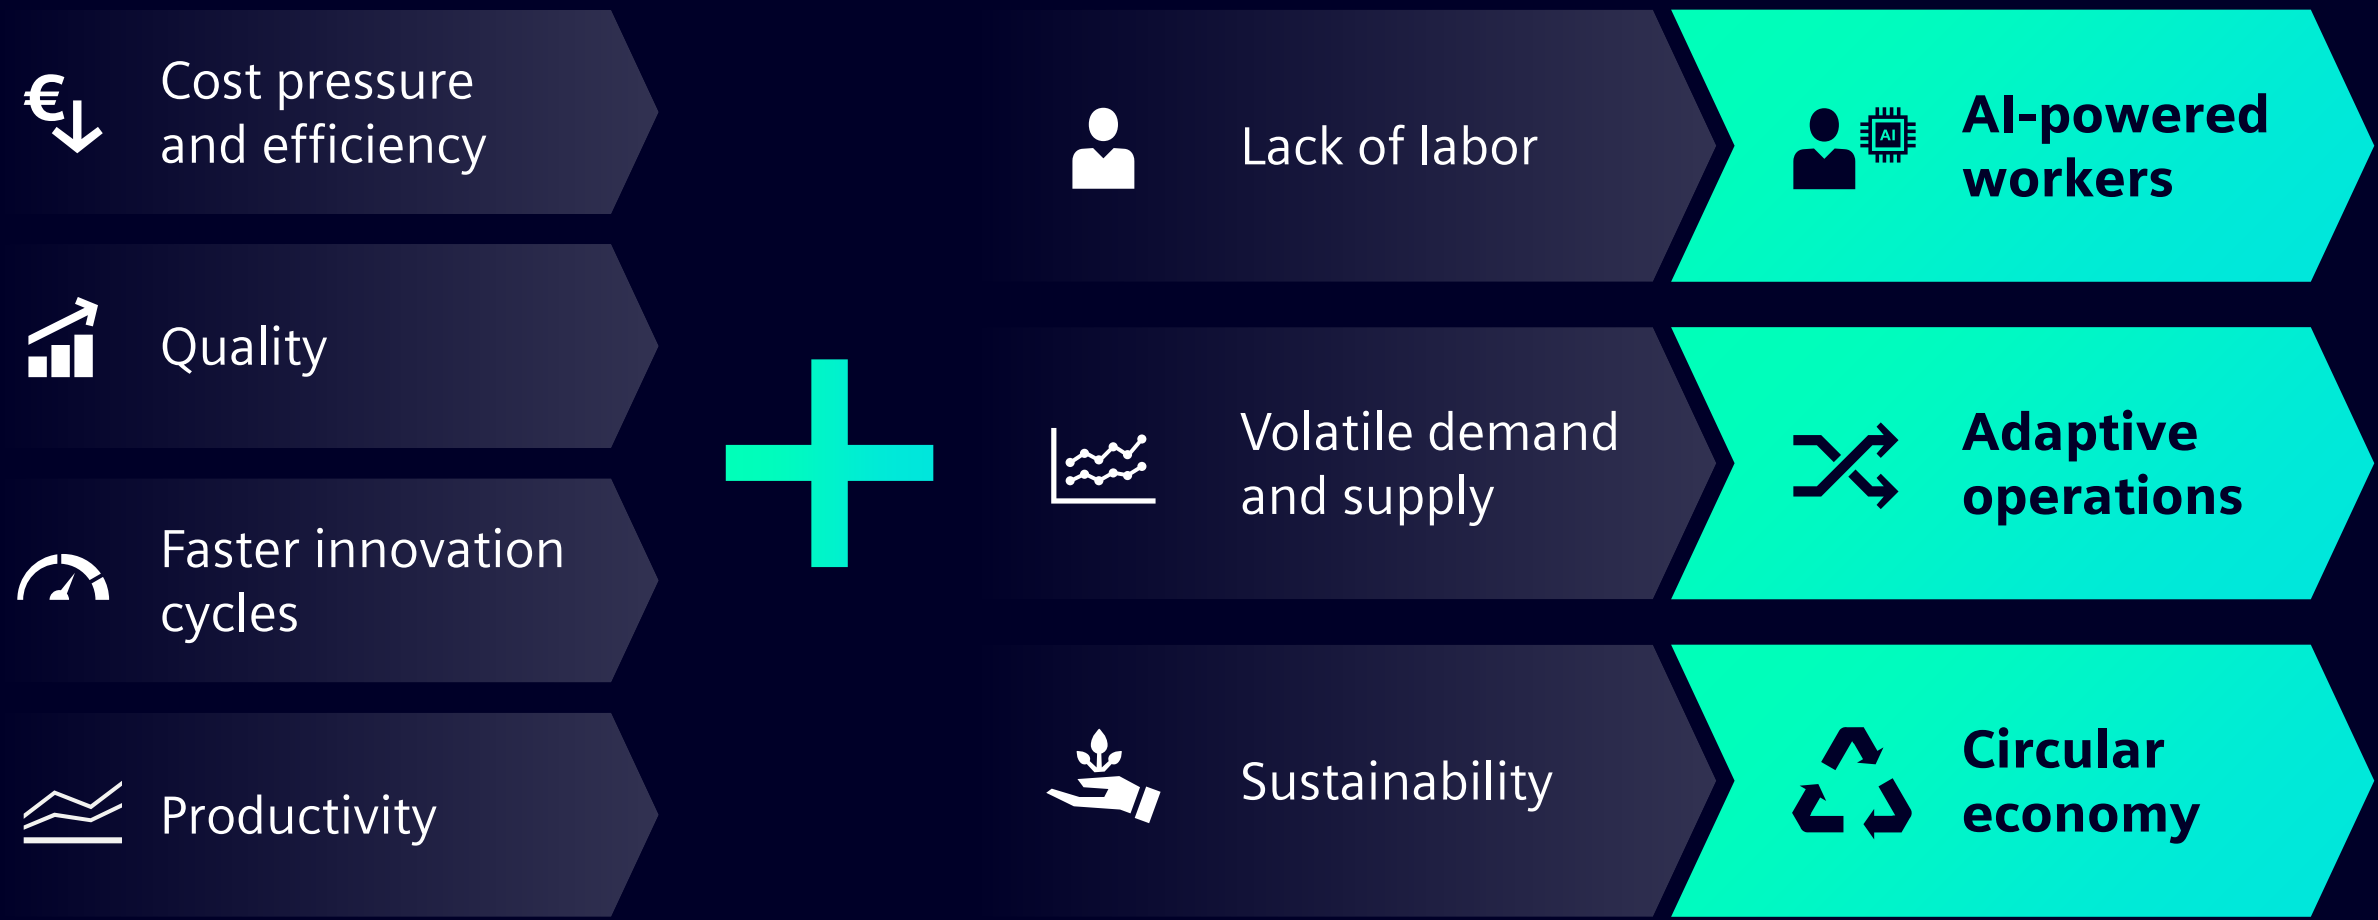 Cost pressure
and efficiency
Quality
Faster innovation
cycles
Productivity
Lack of labor
AI
AI-powered
workers
Volatile demand
and supply
Adaptive
operations
Sustainability
Circular
economy